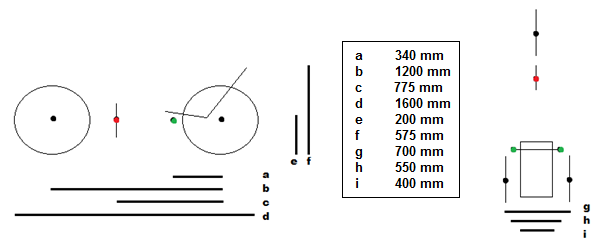 a 340 mm
b 1200 mm
c 775 mm
d 1600 mm
e 200 mm
f 575 mm
g 700 mm
h 550 mm
i 400 mm
e f
a
b
c
d
g
h
i